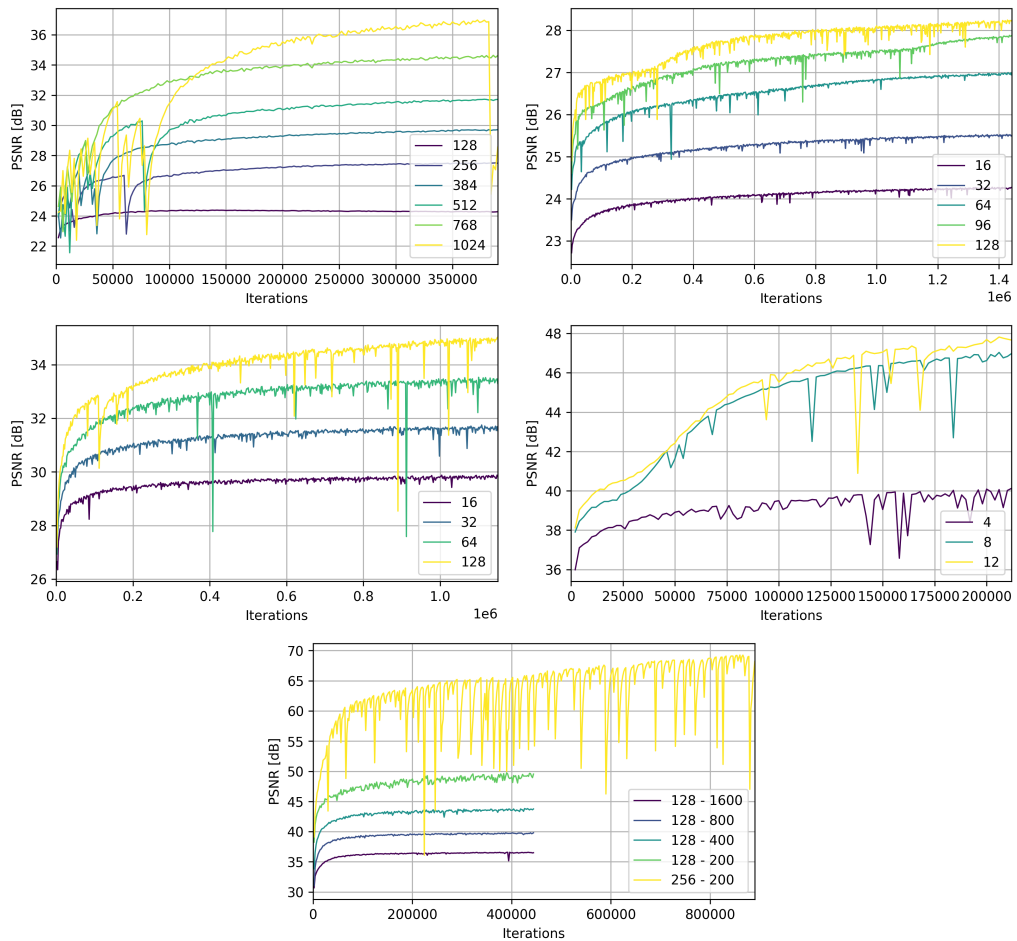 36
34
32
30
28
26
24
22
PSNR [dB]
128
256
384
512
768
1024
0 50000 100000 150000 200000 250000 300000 350000
Iterations
28
27
26
25
24
23
PSNR [dB]
16
32
64
96
128
0 0.2 0.4 0.6 0.8 1.0 1.2 1.4
Iterations
1e6
34
32
30
28
26
PSNR [dB]
16
32
64
128
0.0 0.2 0.4 0.6 0.8 1.0
Iterations
1e6
48
46
44
42
40
38
36
PSNR [dB]
4
8
12
0 25000 50000 75000 100000 125000 150000 175000 200000
Iterations
70
65
60
55
50
45
40
35
30
PSNR [dB]
128 - 1600
128 - 800
128 - 400
128 - 200
256 - 200
0 200000 400000 600000 800000
Iterations